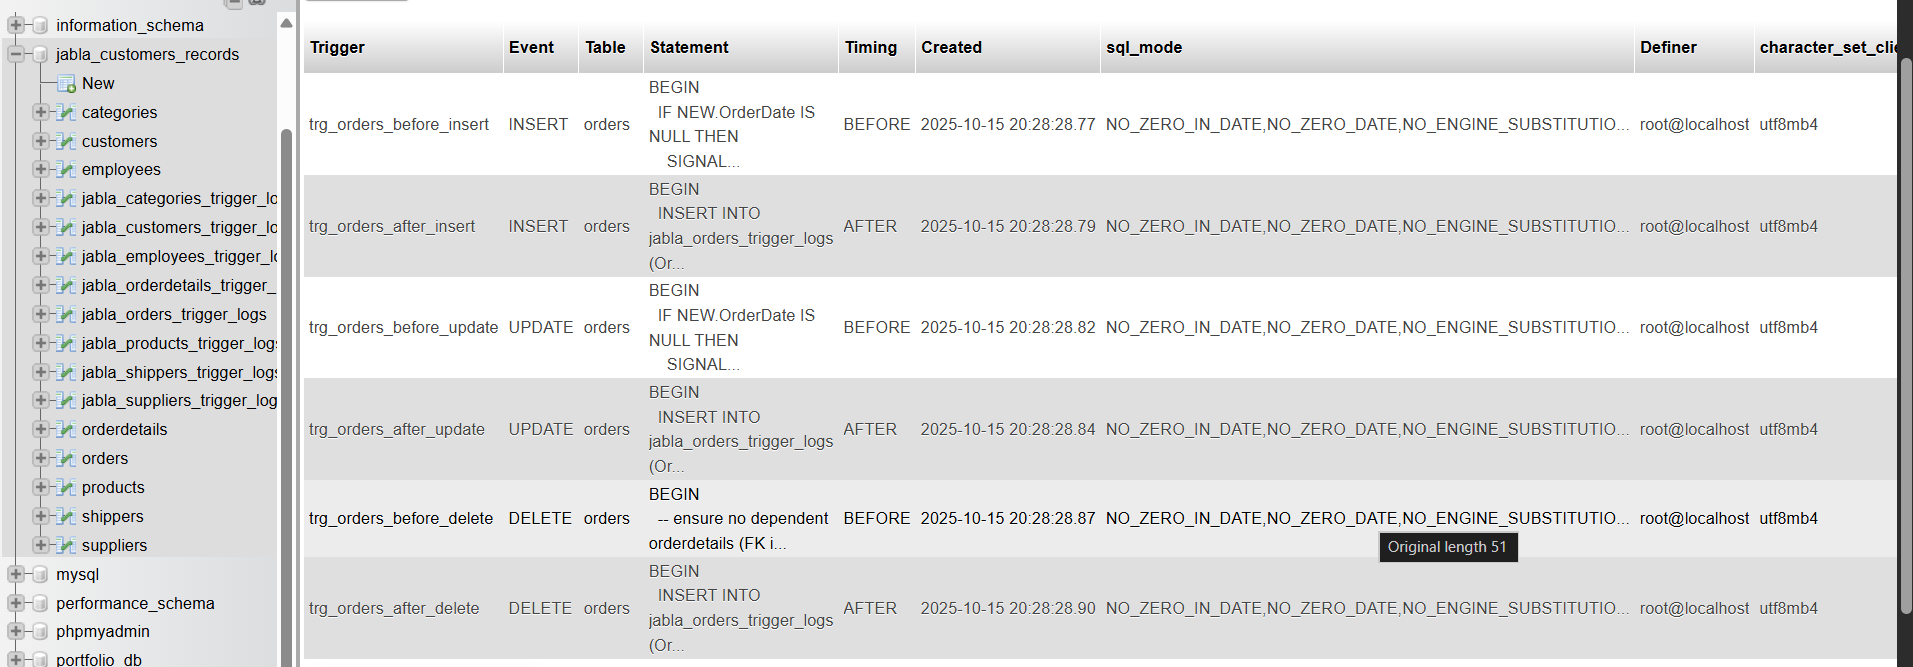 information_schema
jabla_customers_records
New
categories
customers
employees
jabla_categories_trigger_lo
jabla_customers_trigger_lo
jabla_employees_trigger_lo
jabla_orderdetails_trigger_
jabla_orders_trigger_logs
jabla_products_trigger_logs
jabla_shippers_trigger_logs
jabla_suppliers_trigger_log
orderdetails
orders
products
shippers
suppliers
mysql
performance_schema
phpmyadmin
portfolio_db
Trigger Event Table Statement Timing Created sql_mode Definer character_set_clie
BEGIN
IF NEW.OrderDate IS
trg_orders_before_insert INSERT orders NULL THEN BEFORE 2025-10-15 20:28:28.77 NO_ZERO_IN_DATE,NO_ZERO_DATE,NO_ENGINE_SUBSTITUTIO... root@localhost utf8mb4
SIGNAL...
BEGIN
INSERT INTO
trg_orders_after_insert INSERT orders jabla_orders_trigger_logs AFTER 2025-10-15 20:28:28.79 NO_ZERO_IN_DATE,NO_ZERO_DATE,NO_ENGINE_SUBSTITUTIO... root@localhost utf8mb4
(Or...
BEGIN
IF NEW.OrderDate IS
trg_orders_before_update UPDATE orders NULL THEN BEFORE 2025-10-15 20:28:28.82 NO_ZERO_IN_DATE,NO_ZERO_DATE,NO_ENGINE_SUBSTITUTIO... root@localhost utf8mb4
SIGNAL...
BEGIN
INSERT INTO
trg_orders_after_update UPDATE orders jabla_orders_trigger_logs AFTER 2025-10-15 20:28:28.84 NO_ZERO_IN_DATE,NO_ZERO_DATE,NO_ENGINE_SUBSTITUTIO... root@localhost utf8mb4
(Or...
BEGIN
trg_orders_before_delete DELETE orders -- ensure no dependent BEFORE 2025-10-15 20:28:28.87 NO_ZERO_IN_DATE,NO_ZERO_DATE,NO_ENGINE_SUBSTITUTIO... root@localhost utf8mb4
orderdetails (FK i...
Original length 51
BEGIN
INSERT INTO
trg_orders_after_delete DELETE orders jabla_orders_trigger_logs AFTER 2025-10-15 20:28:28.90 NO_ZERO_IN_DATE,NO_ZERO_DATE,NO_ENGINE_SUBSTITUTIO... root@localhost utf8mb4
(Or...